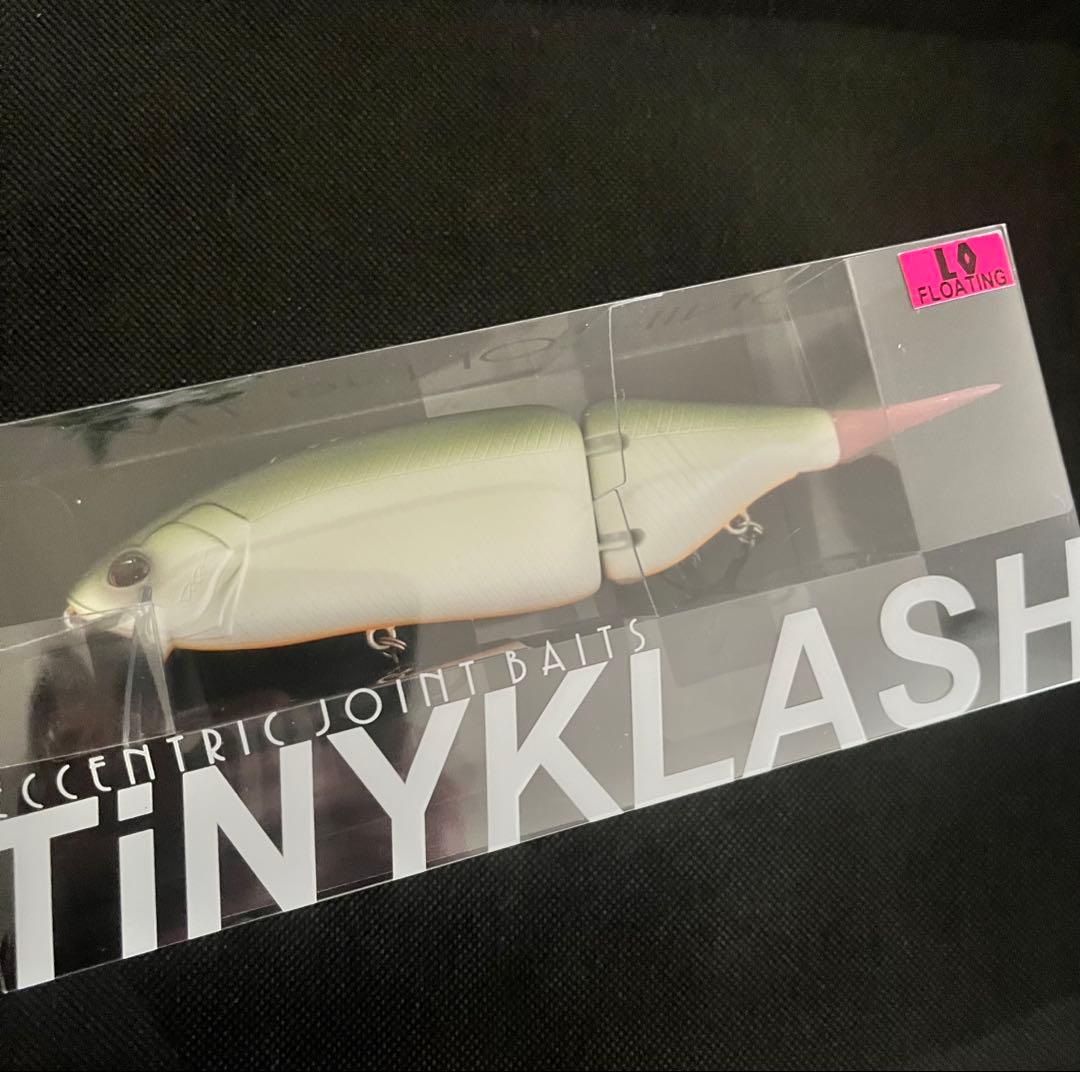 LO
FLOATING
ECCENTRIC JOINT BAITS
TiNYKLASH